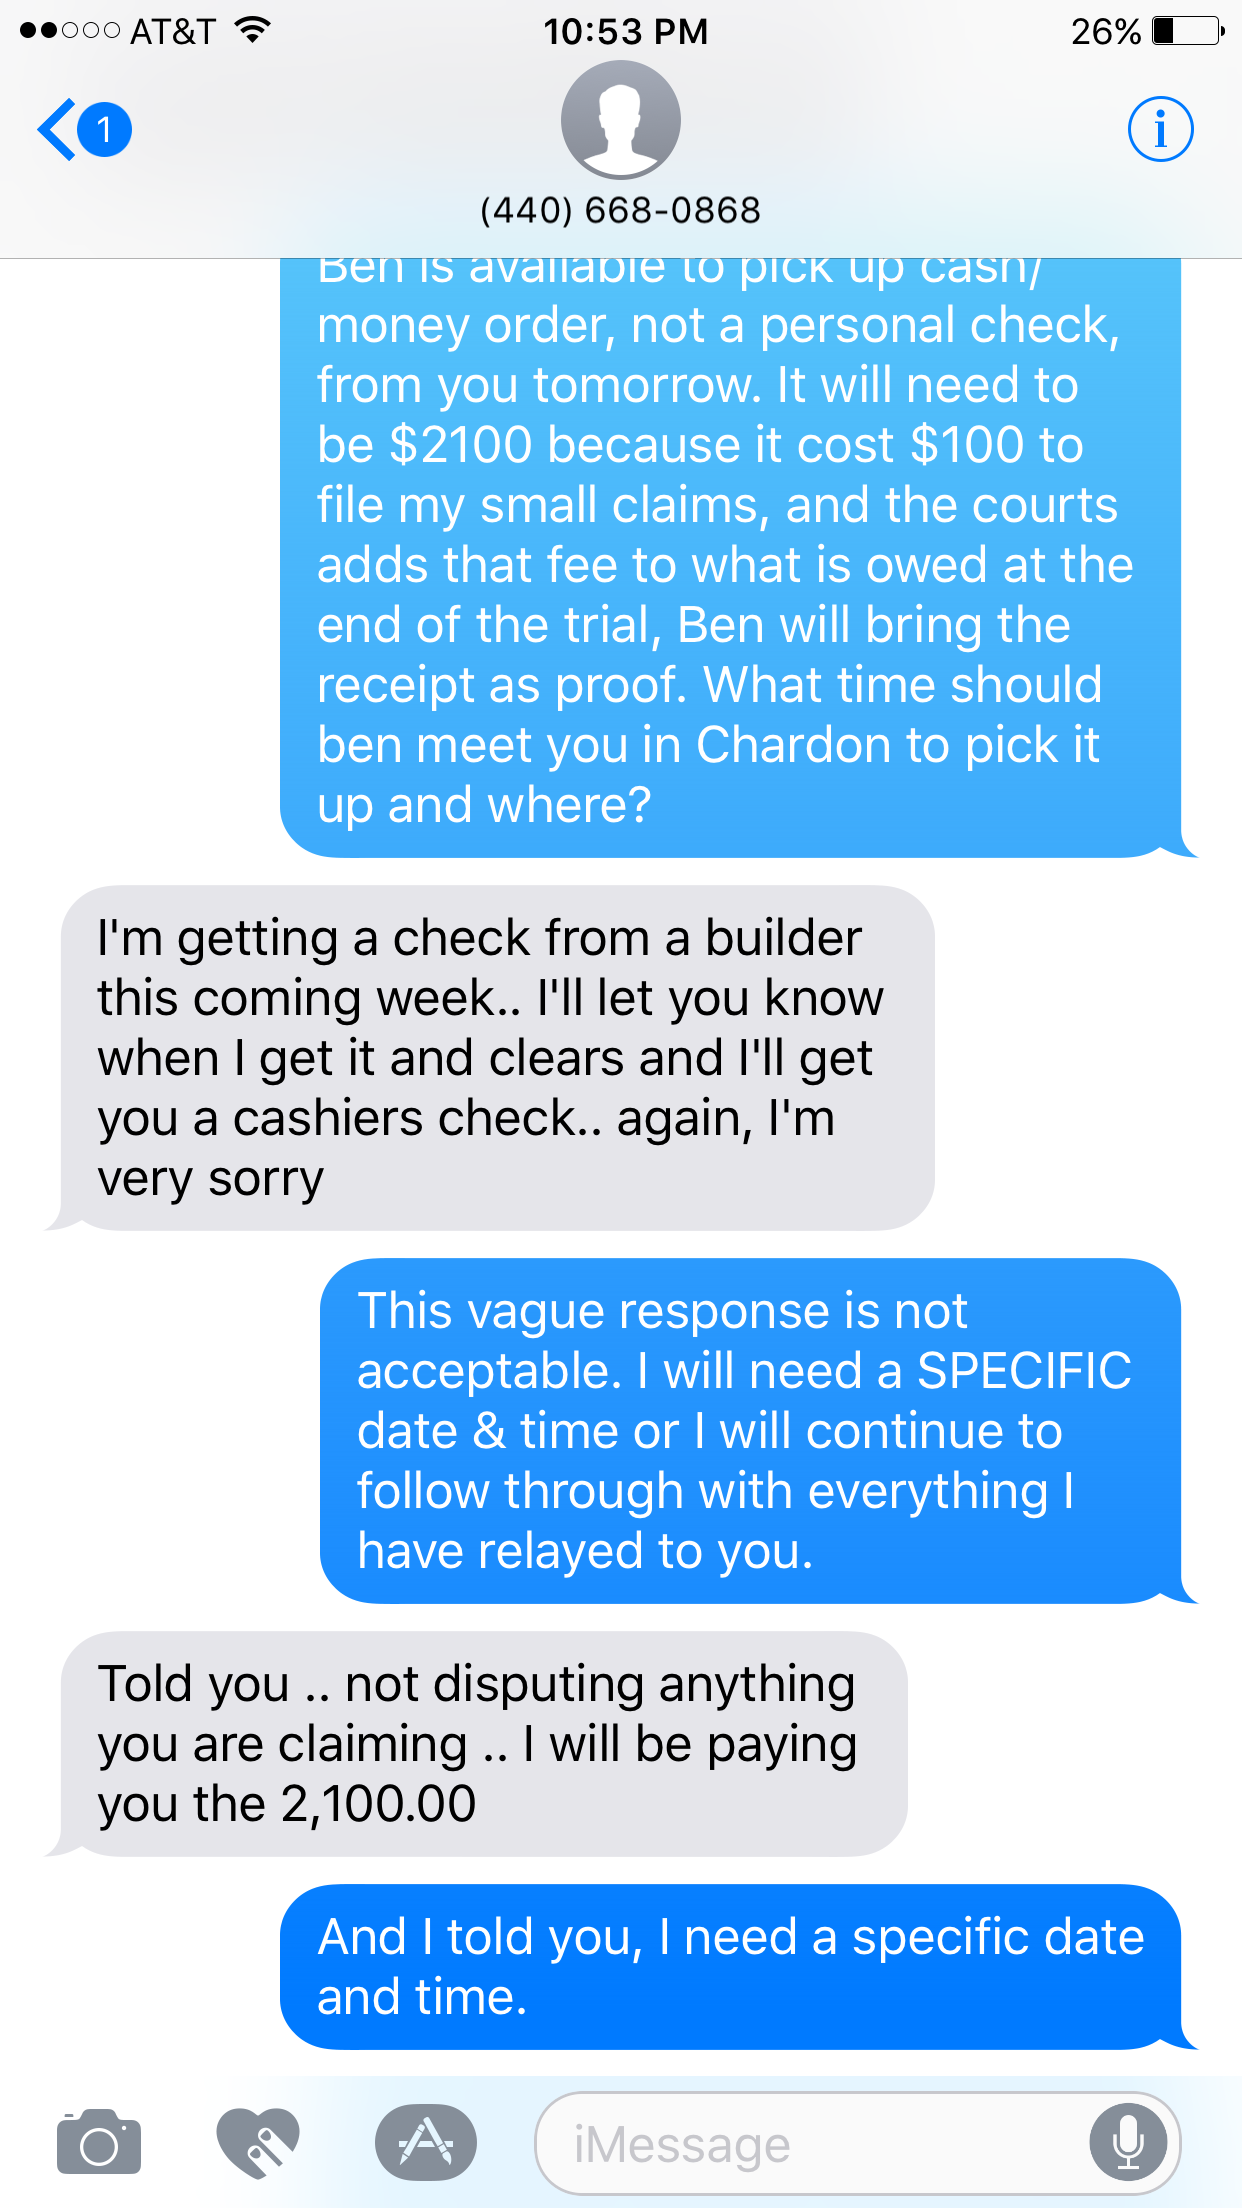 AT&T 10:53 PM 26%
1
(440) 668-0868
Ben is available to pick up cash/
money order, not a personal check,
from you tomorrow. It will need to
be $2100 because it cost $100 to
file my small claims, and the courts
adds that fee to what is owed at the
end of the trial, Ben will bring the
receipt as proof. What time should
ben meet you in Chardon to pick it
up and where?
I'm getting a check from a builder
this coming week.. I'll let you know
when I get it and clears and I'll get
you a cashiers check.. again, I'm
very sorry
This vague response is not
acceptable. I will need a SPECIFIC
date & time or I will continue to
follow through with everything I
have relayed to you.
Told you .. not disputing anything
you are claiming .. I will be paying
you the 2,100.00
And I told you, I need a specific date
and time.
iMessage